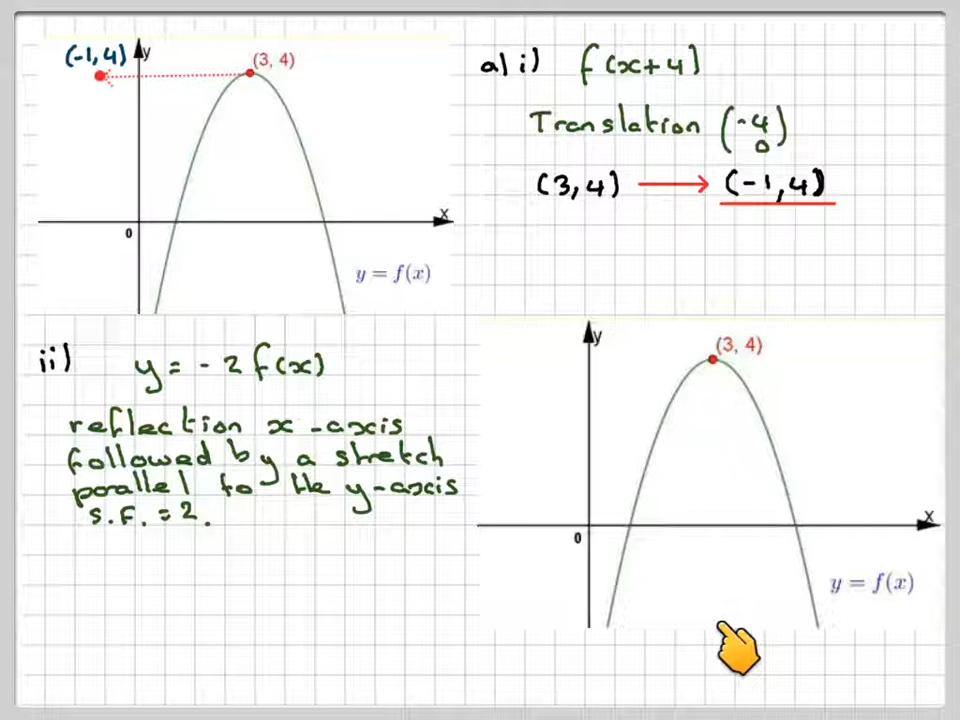 (-1,4)
y
(3, 4)
x
0
y = f(x)
a) i) f(x+4)
Translation (-4
0)
(3,4) → (-1,4)
ii) y = -2f(x)
reflection x-axis
followed by a stretch
parallel to the y-axis
s.f. = 2.
y
(3, 4)
x
0
y = f(x)